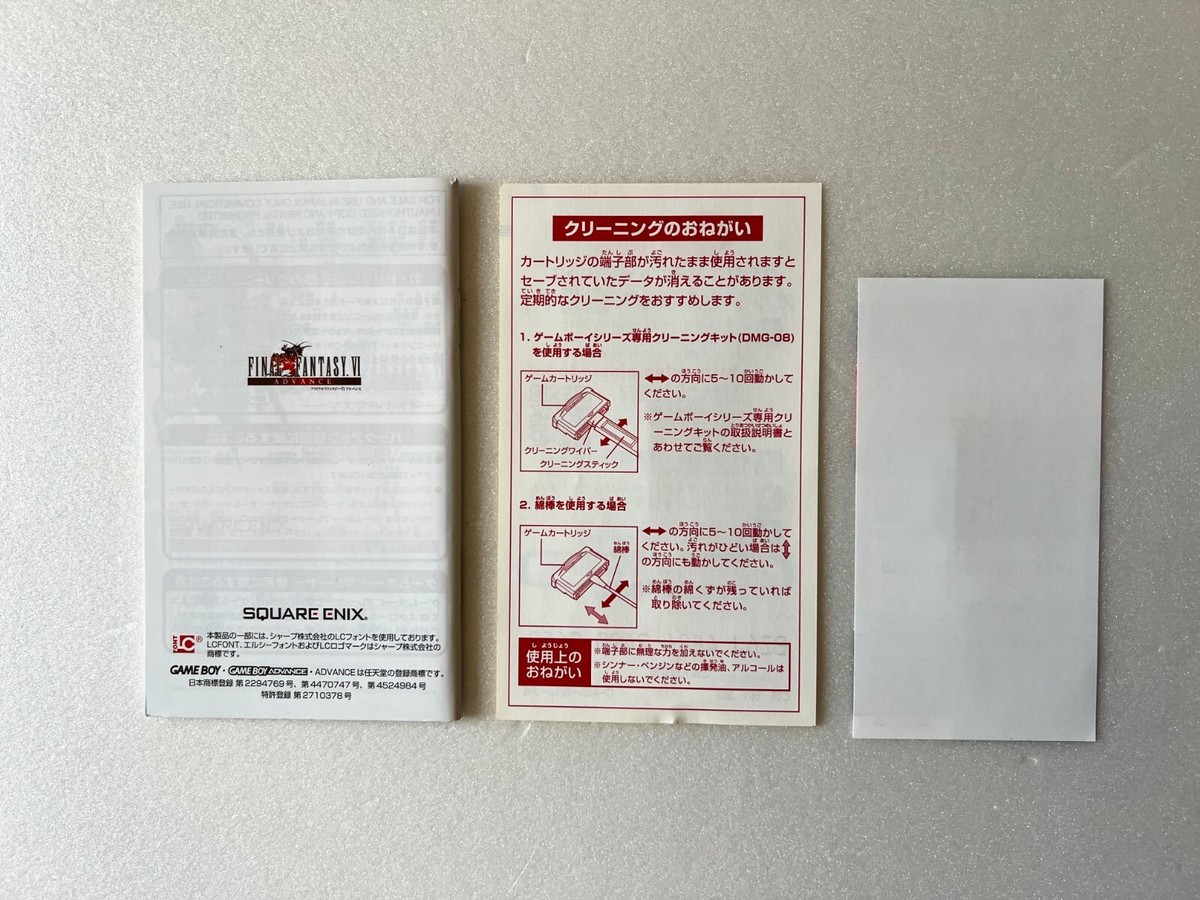 FINAL FANTASY. VI
ADVANCE
SQUARE ENIX.
LC FONT ®
本製品の一部には、シャープ株式会社のLCフォントを使用しております。
LCFONT、エルシーフォントおよびLCロゴマークはシャープ株式会社の
商標です。
GAME BOY・GAME BOY ADVANCE・ADVANCE は任天堂の登録商標です。
日本商標登録 第2294769号、第4470747号、第4524984号
特許登録 第2710378号
クリーニングのおねがい
カートリッジの端子部が汚れたまま使用されますと
セーブされていたデータが消えることがあります。
定期的なクリーニングをおすすめします。
1. ゲームボーイシリーズ専用クリーニングキット(DMG-08)
を使用する場合
ゲームカートリッジ
クリーニングワイパー
クリーニングスティック
⟷の方向に5〜10回動かして
ください。
※ゲームボーイシリーズ専用クリ
ーニングキットの取扱説明書と
あわせてご覧ください。
2. 綿棒を使用する場合
ゲームカートリッジ
綿棒
⟷の方向に5〜10回動かして
ください。汚れがひどい場合は⇕
の方向にも動かしてください。
※綿棒の綿くずが残っていれば
取り除いてください。
使用上の
おねがい
※端子部に無理な力を加えないでください。
※シンナー・ベンジンなどの揮発油、アルコールは
使用しないでください。